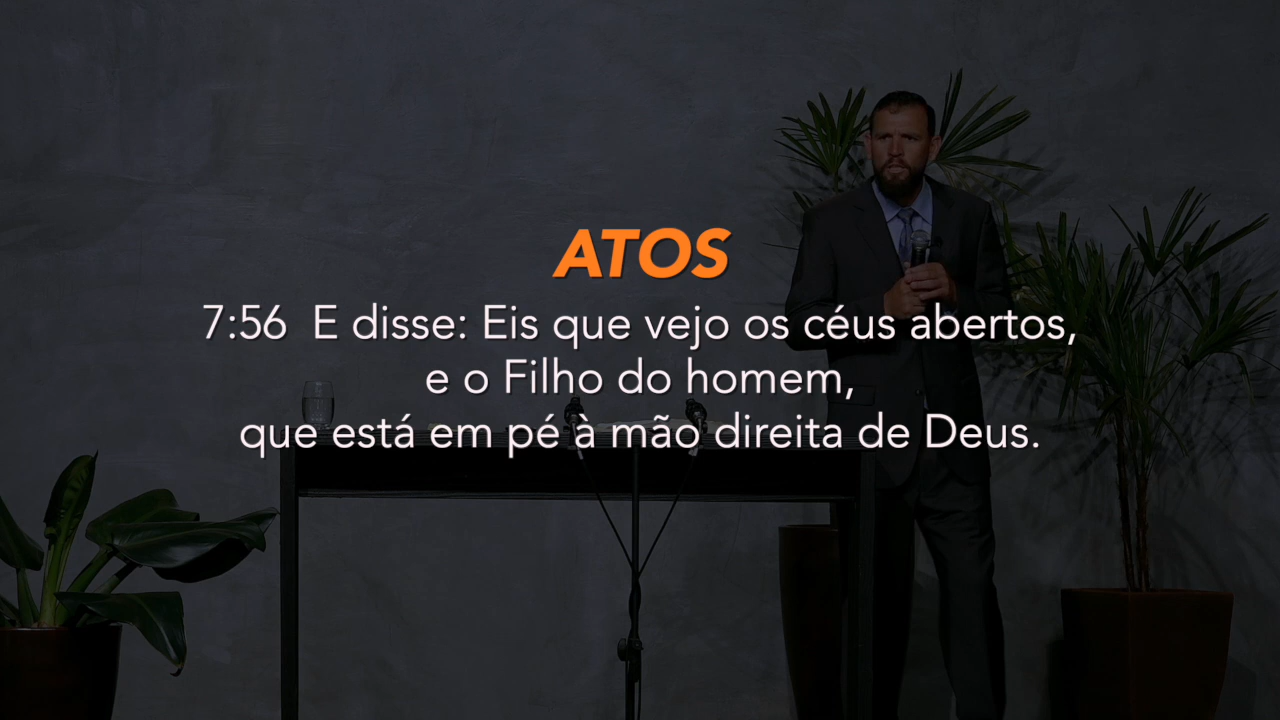 ATOS
7:56 E disse: Eis que vejo os céus abertos,
e o Filho do homem,
que está em pé à mão direita de Deus.